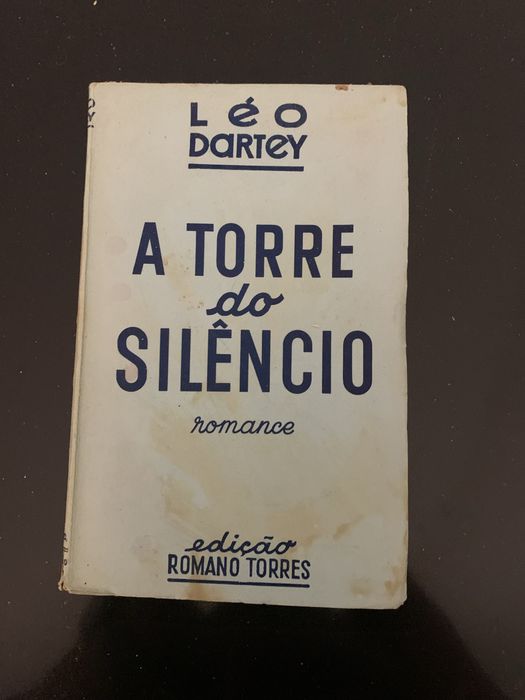 Léo
Dartey
A TORRE
do
SILÊNCIO
romance
edição
ROMANO TORRES